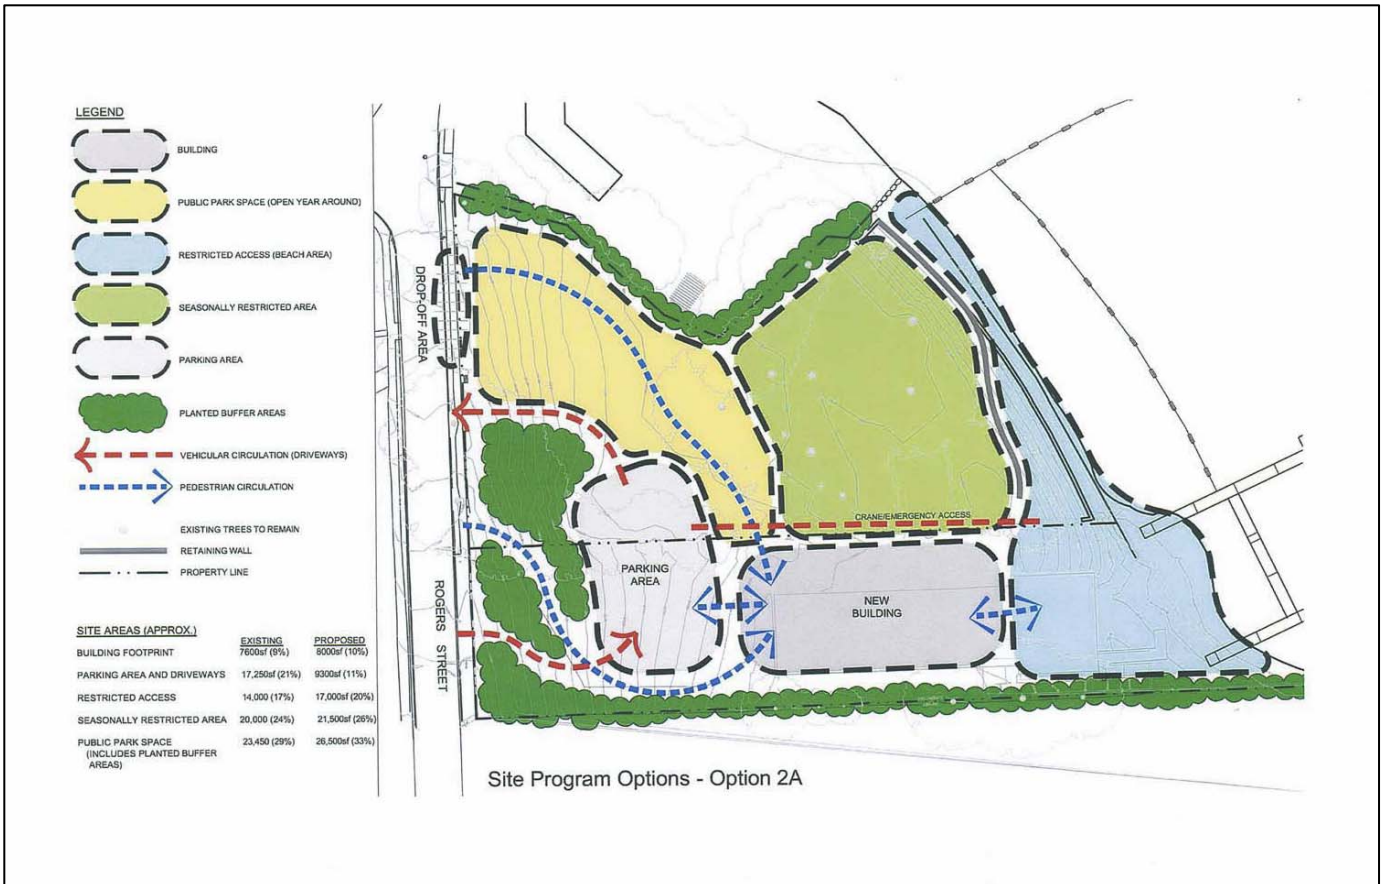 LEGEND
BUILDING
PUBLIC PARK SPACE (OPEN YEAR AROUND)
RESTRICTED ACCESS (BEACH AREA)
SEASONALLY RESTRICTED AREA
PARKING AREA
PLANTED BUFFER AREAS
VEHICULAR CIRCULATION (DRIVEWAYS)
PEDESTRIAN CIRCULATION
EXISTING TREES TO REMAIN
RETAINING WALL
PROPERTY LINE
SITE AREAS (APPROX.) EXISTING PROPOSED
BUILDING FOOTPRINT 7600sf (9%) 8000sf (10%)
PARKING AREA AND DRIVEWAYS 17,250sf (21%) 9300sf (11%)
RESTRICTED ACCESS 14,000 (17%) 17,000sf (20%)
SEASONALLY RESTRICTED AREA 20,000 (24%) 21,500sf (26%)
PUBLIC PARK SPACE 23,450 (29%) 26,500sf (33%)
(INCLUDES PLANTED BUFFER
AREAS)
DROP-OFF AREA
ROGERS STREET
CRANE/EMERGENCY ACCESS
PARKING
AREA
NEW
BUILDING
Site Program Options - Option 2A